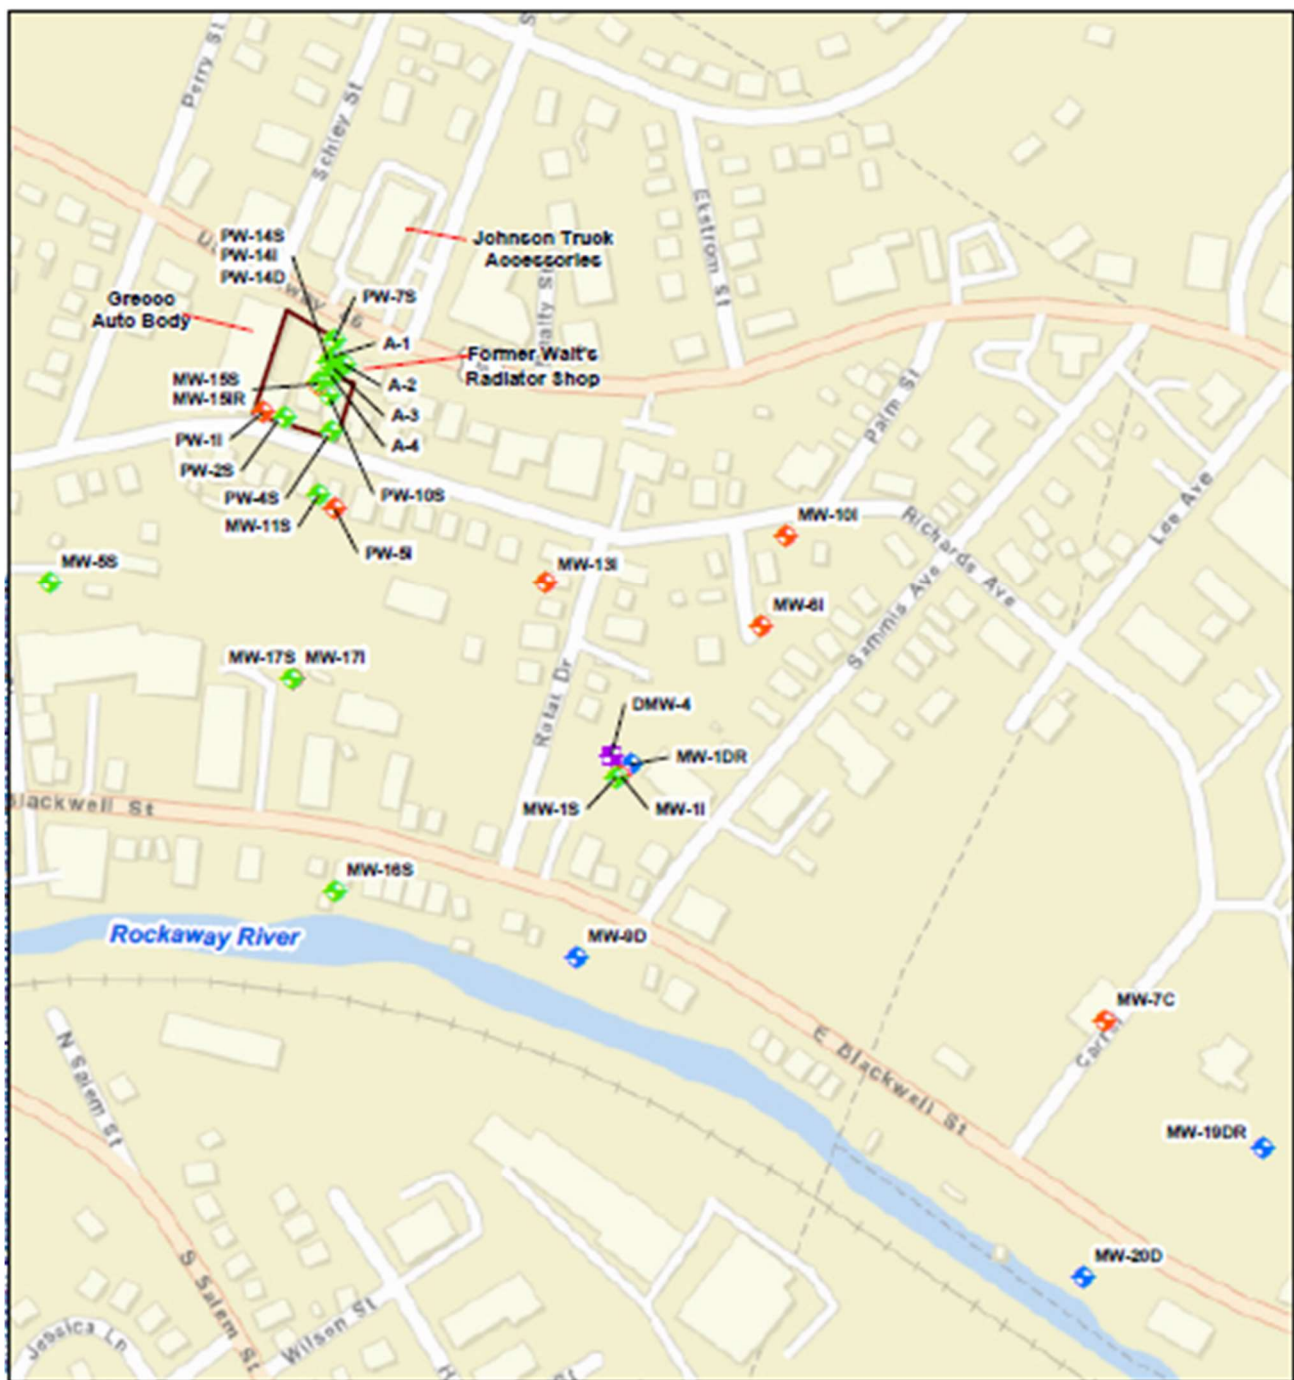 Perry St
Schley St
S
PW-14S
PW-14I
PW-14D
Johnson Truck
Accessories
Ekstrom St
PW-7S
Greooo
Auto Body
A-1
Former Walt's
Radiator Shop
MW-15S
MW-15IR
A-2
A-3
A-4
PW-1I
PW-2S
PW-4S
PW-10S
MW-11S
PW-5I
Palm St
Lee Ave
MW-10I
Richards Ave
MW-5S
MW-13I
MW-6I
Sammis Ave
MW-17S MW-17I
DMW-4
MW-1DR
MW-1S
MW-1I
Blackwell St
MW-16S
Rockaway River
MW-9D
MW-7C
E Blackwell St
N Salem St
MW-19DR
MW-20D
S Salem St
Wilson St
Jessica Ln
H
St